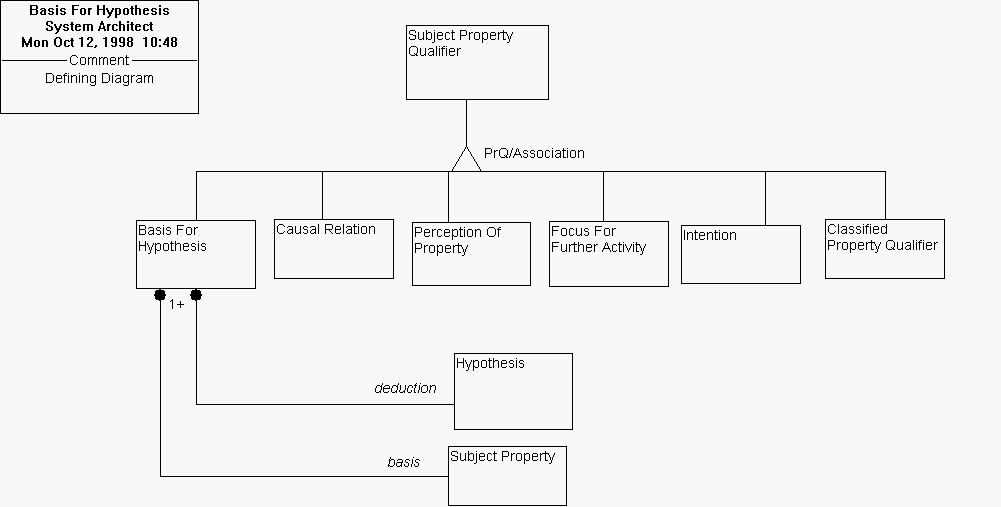 Basis For Hypothesis
System Architect
Mon Oct 12, 1998 10:48
Comment
Defining Diagram
Subject Property
Qualifier
PrQ/Association
Basis For
Hypothesis
Causal Relation
Perception Of
Property
Focus For
Further Activity
Intention
Classified
Property Qualifier
1+
Hypothesis
deduction
basis
Subject Property